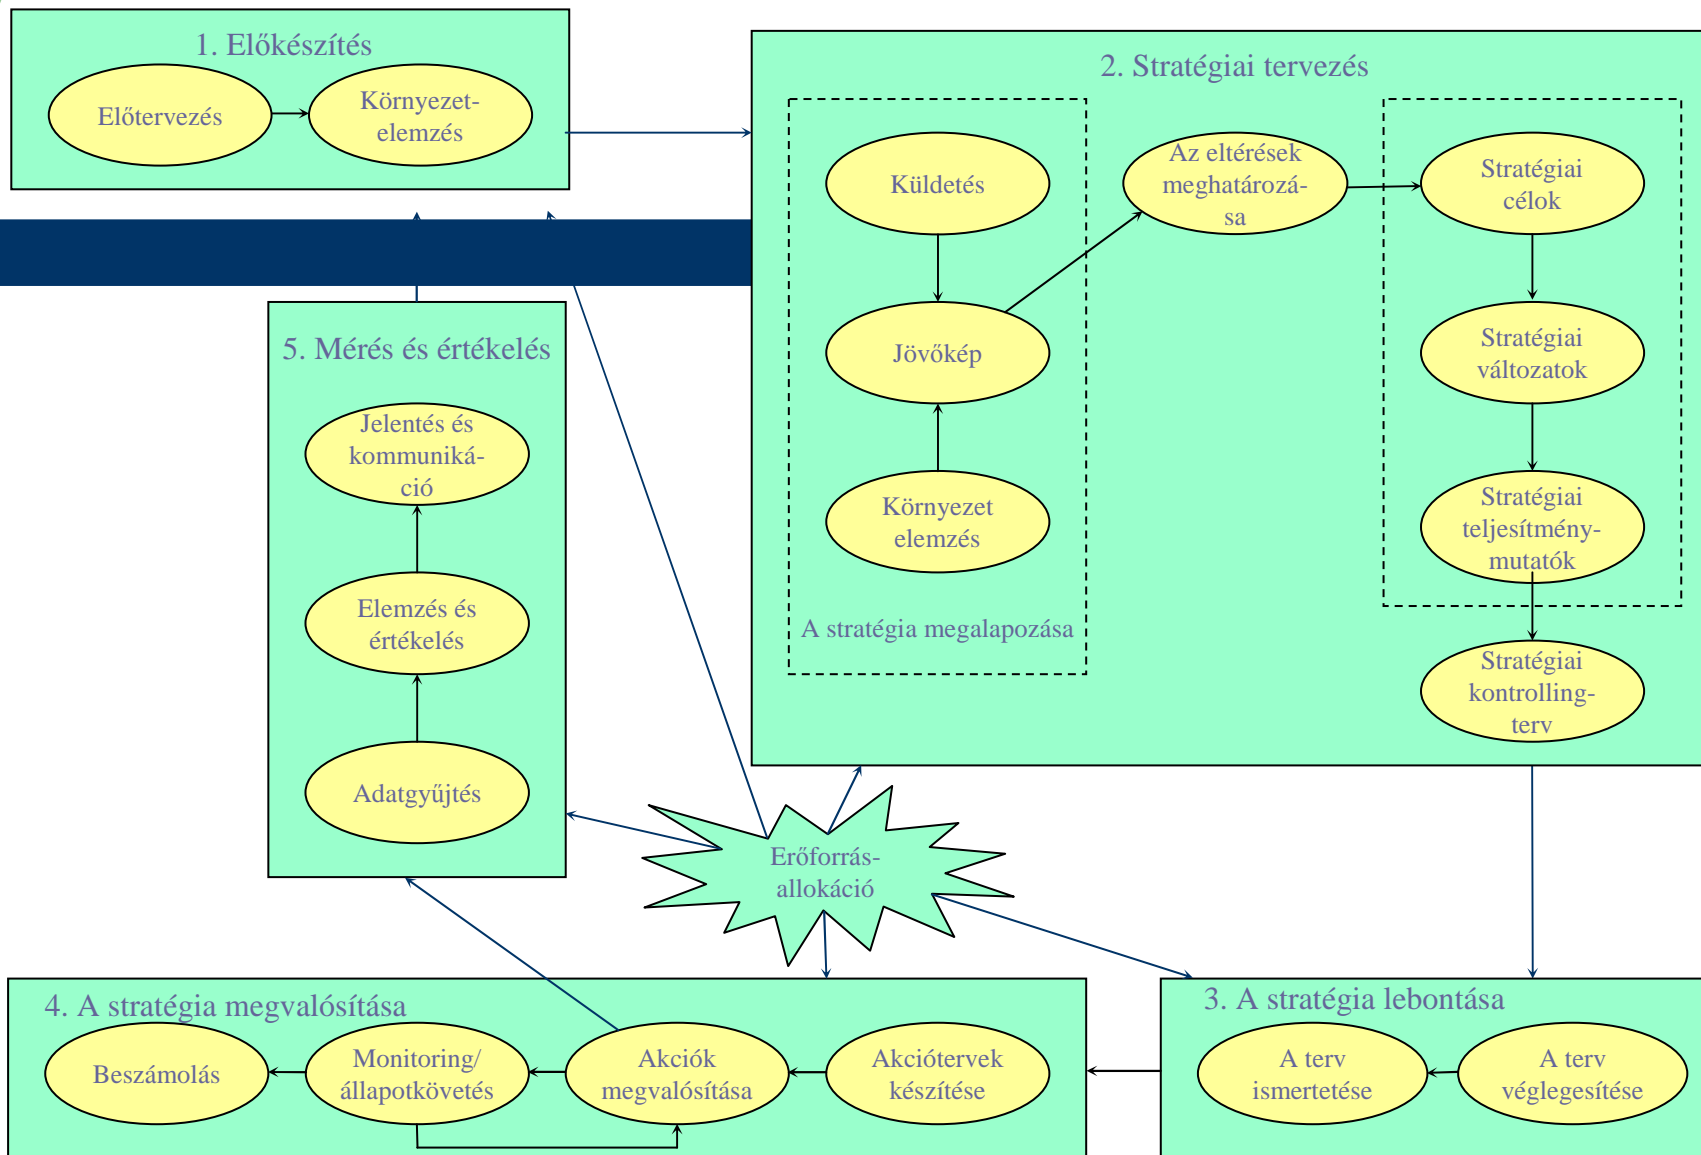 1. Előkészítés
Előtervezés
Környezet-
elemzés
2. Stratégiai tervezés
Küldetés
Jövőkép
Környezet
elemzés
A stratégia megalapozása
Az eltérések
meghatározá-
sa
Stratégiai
célok
Stratégiai
változatok
Stratégiai
teljesítmény-
mutatók
Stratégiai
kontrolling-
terv
5. Mérés és értékelés
Jelentés és
kommuniká-
ció
Elemzés és
értékelés
Adatgyűjtés
Erőforrás-
allokáció
4. A stratégia megvalósítása
Beszámolás
Monitoring/
állapotkövetés
Akciók
megvalósítása
Akciótervek
készítése
3. A stratégia lebontása
A terv
ismertetése
A terv
véglegesítése